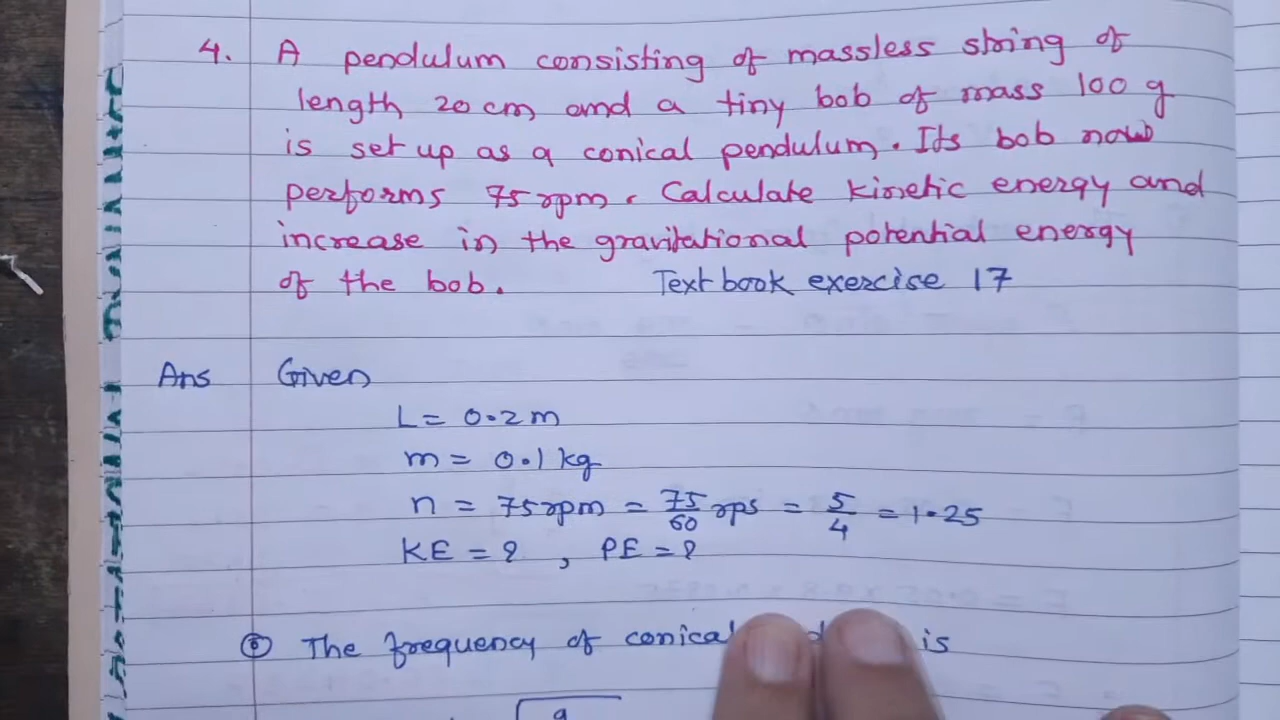 4. A pendulum consisting of massless string of
length 20 cm and a tiny bob of mass 100 g
is set up as a conical pendulum. Its bob now
performs 75 rpm. Calculate kinetic energy and
increase in the gravitational potential energy
of the bob. Text book exercise 17
Ans Given
L = 0.2 m
m = 0.1 kg
n = 75 rpm = 75/60 rps = 5/4 = 1.25
KE = ? , PE = ?
The frequency of conical is
g